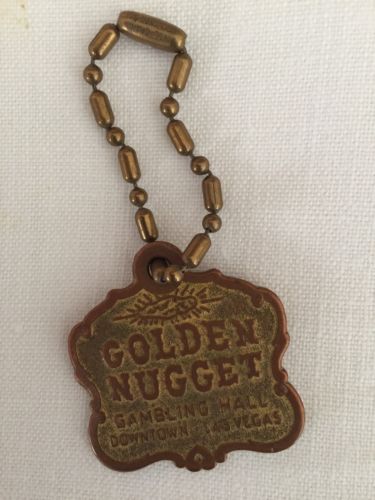 GOLDEN
NUGGET
GAMBLING HALL
DOWNTOWN LAS VEGAS